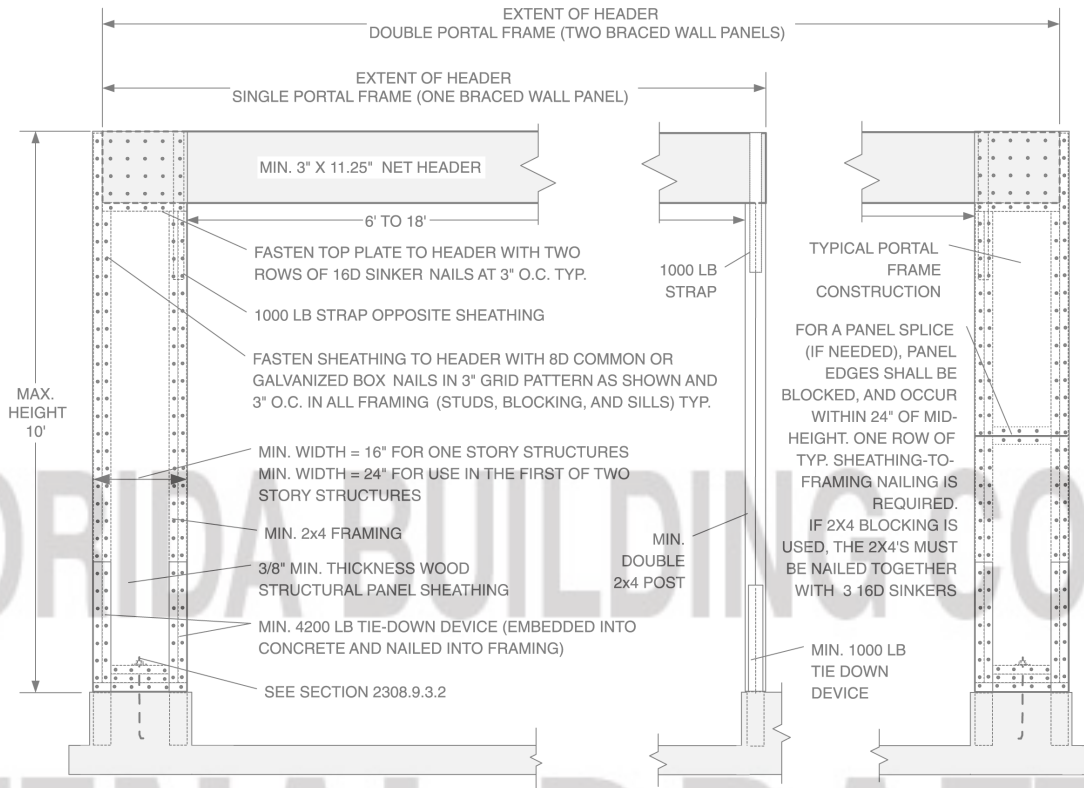 EXTENT OF HEADER
DOUBLE PORTAL FRAME (TWO BRACED WALL PANELS)
EXTENT OF HEADER
SINGLE PORTAL FRAME (ONE BRACED WALL PANEL)
MIN. 3" X 11.25" NET HEADER
6' TO 18'
FASTEN TOP PLATE TO HEADER WITH TWO
ROWS OF 16D SINKER NAILS AT 3" O.C. TYP.
1000 LB STRAP OPPOSITE SHEATHING
FASTEN SHEATHING TO HEADER WITH 8D COMMON OR
GALVANIZED BOX NAILS IN 3" GRID PATTERN AS SHOWN AND
3" O.C. IN ALL FRAMING (STUDS, BLOCKING, AND SILLS) TYP.
MAX.
HEIGHT
10'
MIN. WIDTH = 16" FOR ONE STORY STRUCTURES
MIN. WIDTH = 24" FOR USE IN THE FIRST OF TWO
STORY STRUCTURES
MIN. 2x4 FRAMING
3/8" MIN. THICKNESS WOOD
STRUCTURAL PANEL SHEATHING
MIN. 4200 LB TIE-DOWN DEVICE (EMBEDDED INTO
CONCRETE AND NAILED INTO FRAMING)
SEE SECTION 2308.9.3.2
1000 LB
STRAP
MIN.
DOUBLE
2x4 POST
TYPICAL PORTAL
FRAME
CONSTRUCTION
FOR A PANEL SPLICE
(IF NEEDED), PANEL
EDGES SHALL BE
BLOCKED, AND OCCUR
WITHIN 24" OF MID-
HEIGHT. ONE ROW OF
TYP. SHEATHING-TO-
FRAMING NAILING IS
REQUIRED.
IF 2X4 BLOCKING IS
USED, THE 2X4'S MUST
BE NAILED TOGETHER
WITH 3 16D SINKERS
MIN. 1000 LB
TIE DOWN
DEVICE
ORIDA BUILDING CO